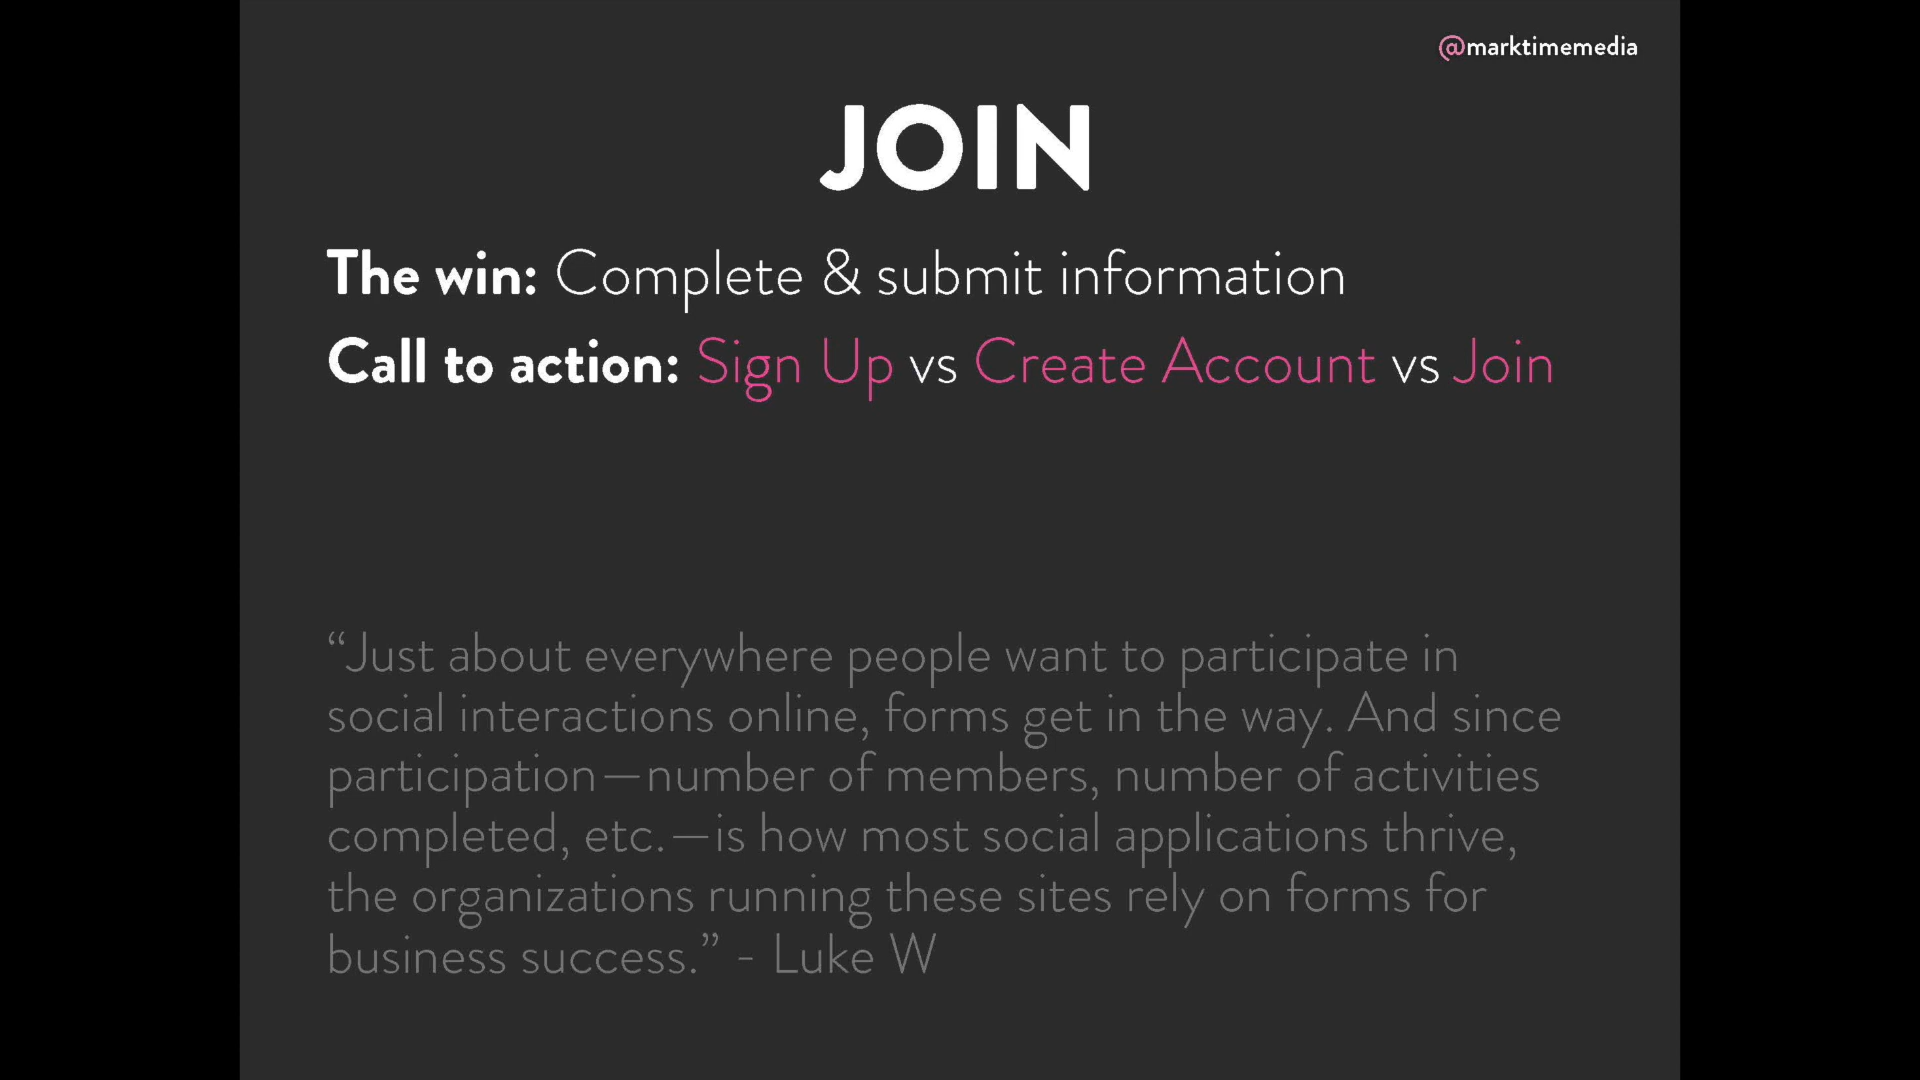 @marktimemedia
JOIN
The win: Complete & submit information
Call to action: Sign Up vs Create Account vs Join
“Just about everywhere people want to participate in
social interactions online, forms get in the way. And since
participation—number of members, number of activities
completed, etc.—is how most social applications thrive,
the organizations running these sites rely on forms for
business success.” - Luke W